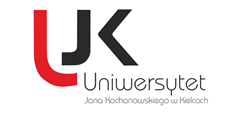 UJK
Uniwersytet
Jana Kochanowskiego w Kielcach